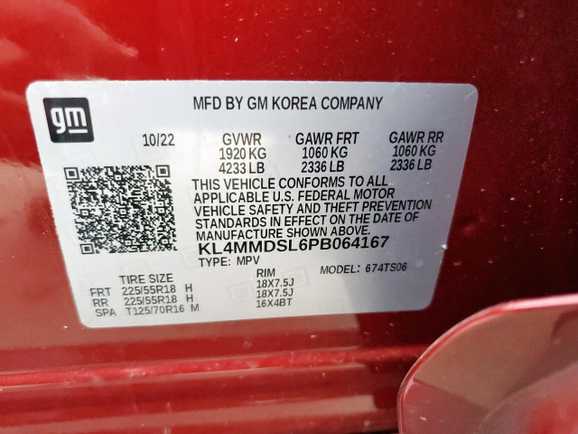 gm
MFD BY GM KOREA COMPANY
10/22 GVWR GAWR FRT GAWR RR
1920 KG 1060 KG 1060 KG
4233 LB 2336 LB 2336 LB
THIS VEHICLE CONFORMS TO ALL
APPLICABLE U.S. FEDERAL MOTOR
VEHICLE SAFETY AND THEFT PREVENTION
STANDARDS IN EFFECT ON THE DATE OF
MANUFACTURE SHOWN ABOVE.
KL4MMDSL6PB064167
TYPE: MPV MODEL: 674TS06
TIRE SIZE RIM
FRT 225/55R18 H 18X7.5J
RR 225/55R18 H 18X7.5J
SPA T125/70R16 M 16X4BT